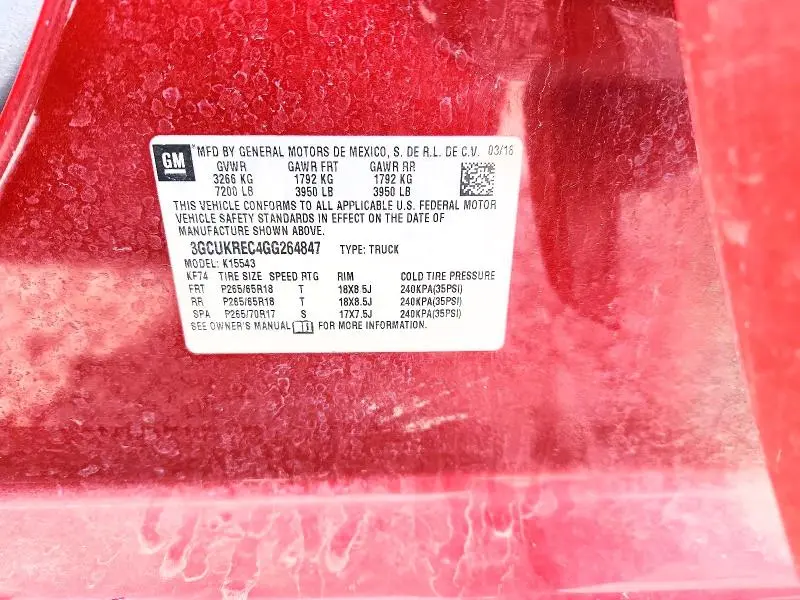 GM MFD BY GENERAL MOTORS DE MEXICO, S. DE R.L. DE C.V. 03/16
GVWR GAWR FRT GAWR RR
3266 KG 1792 KG 1792 KG
7200 LB 3950 LB 3950 LB
THIS VEHICLE CONFORMS TO ALL APPLICABLE U.S. FEDERAL MOTOR
VEHICLE SAFETY STANDARDS IN EFFECT ON THE DATE OF
MANUFACTURE SHOWN ABOVE.
3GCUKREC4GG264847 TYPE: TRUCK
MODEL: K15543
KF74 TIRE SIZE SPEED RTG RIM COLD TIRE PRESSURE
FRT P265/65R18 T 18X8.5J 240KPA(35PSI)
RR P265/65R18 T 18X8.5J 240KPA(35PSI)
SPA P265/70R17 S 17X7.5J 240KPA(35PSI)
SEE OWNER'S MANUAL FOR MORE INFORMATION.